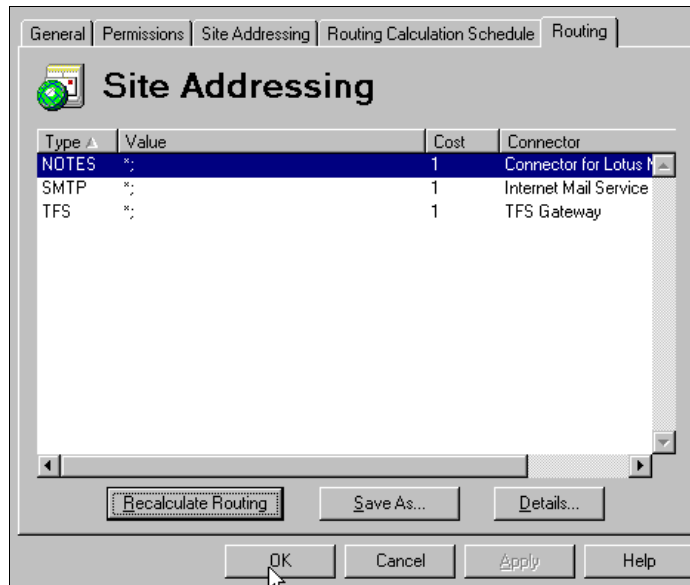 General Permissions Site Addressing Routing Calculation Schedule Routing
Site Addressing
Type Value Cost Connector
NOTES *; 1 Connector for Lotus
SMTP *; 1 Internet Mail Service
TFS *; 1 TFS Gateway
Recalculate Routing Save As... Details...
OK Cancel Apply Help